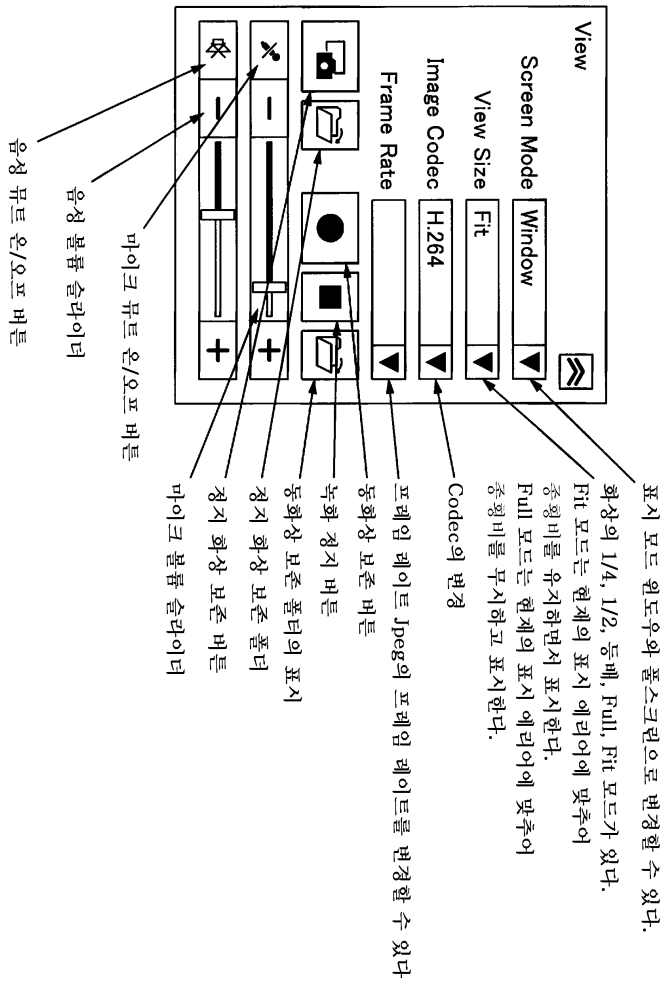 View
Screen Mode
Window
View Size
Fit
Image Codec
H.264
Frame Rate
표시 모드 윈도우와 풀스크린으로 변경할 수 있다.
화상의 1/4, 1/2, 등배, Full, Fit 모드가 있다.
Fit 모드는 현재의 표시 에리어에 맞추어
종횡비를 유지하면서 표시한다.
Full 모드는 현재의 표시 에리어에 맞추어
종횡비를 무시하고 표시한다.
Codec의 변경
프레임 레이트 Jpeg의 프레임 레이트를 변경할 수 있다
동화상 보존 버튼
녹화 정지 버튼
동화상 보존 폴더의 표시
정지 화상 보존 폴더
정지 화상 보존 버튼
마이크 볼륨 슬라이더
마이크 뮤트 온/오프 버튼
음성 볼륨 슬라이더
음성 뮤트 온/오프 버튼